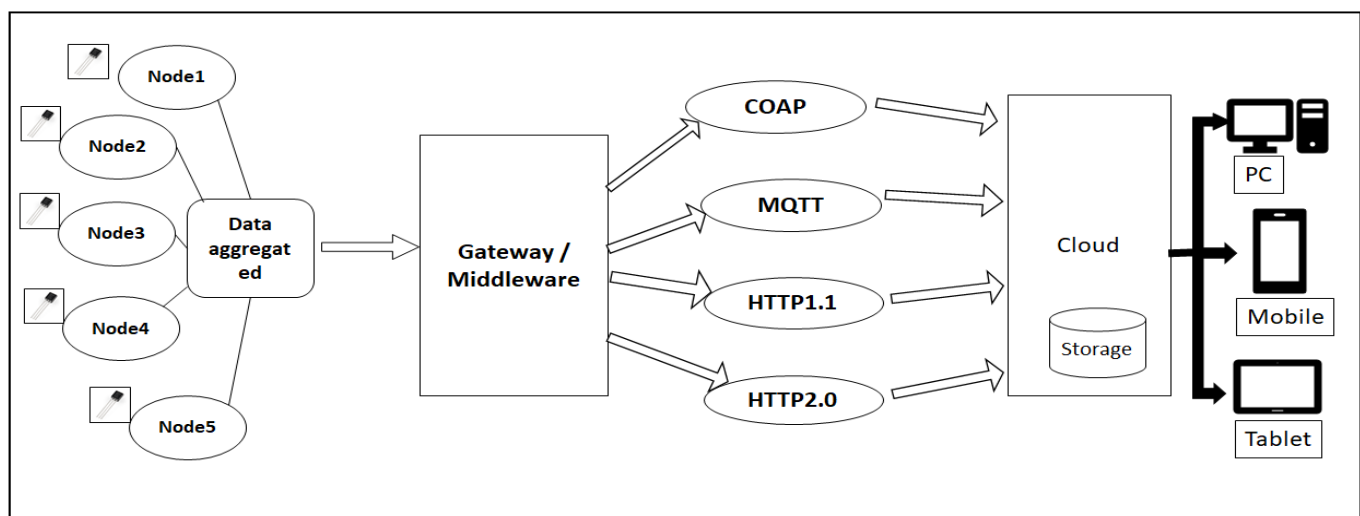 Node1
Node2
Node3
Node4
Node5
Data
aggregat
ed
Gateway /
Middleware
COAP
MQTT
HTTP1.1
HTTP2.0
Cloud
Storage
PC
Mobile
Tablet